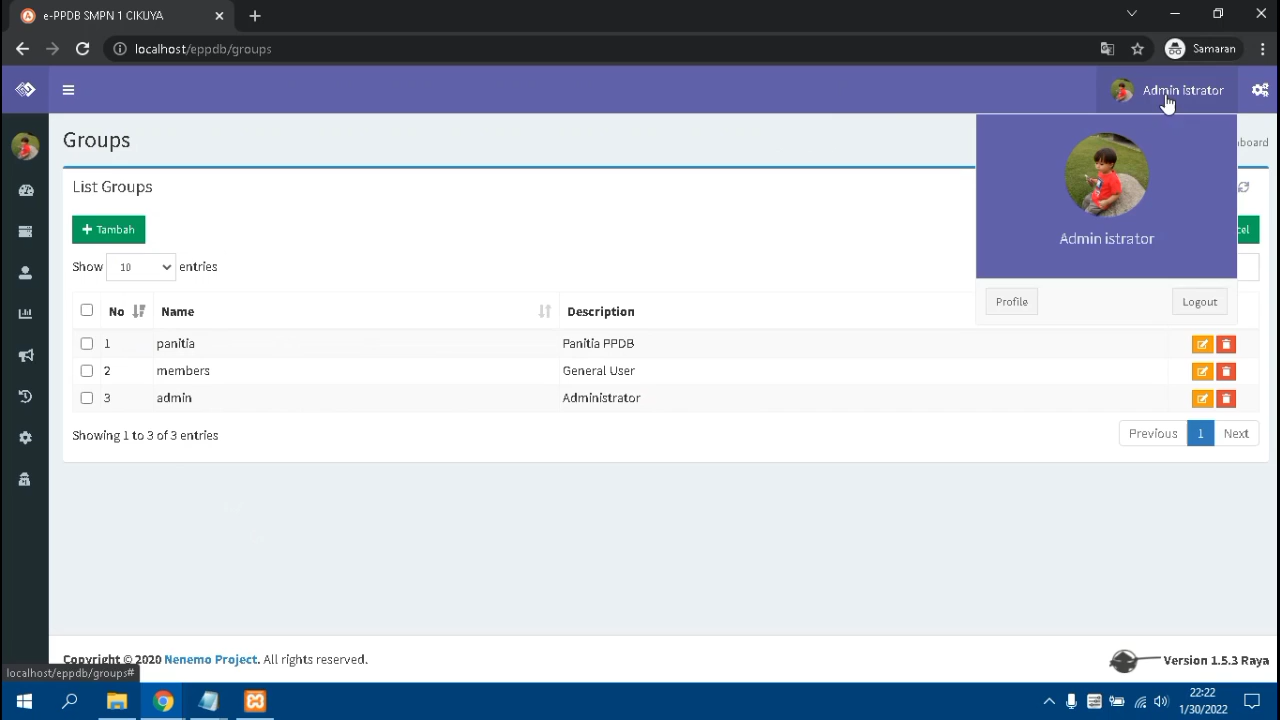 e-PPDB SMPN 1 CIKUYA
localhost/eppdb/groups
Samaran
Admin istrator
Groups
board
List Groups
Admin istrator
Tambah
cel
Show 10 entries
Profile
Logout
No Name Description
1 panitia Panitia PPDB
2 members General User
3 admin Administrator
Showing 1 to 3 of 3 entries
Previous 1 Next
Copyright © 2020 Nenemo Project. All rights reserved.
Version 1.5.3 Raya
localhost/eppdb/groups#
22:22
1/30/2022